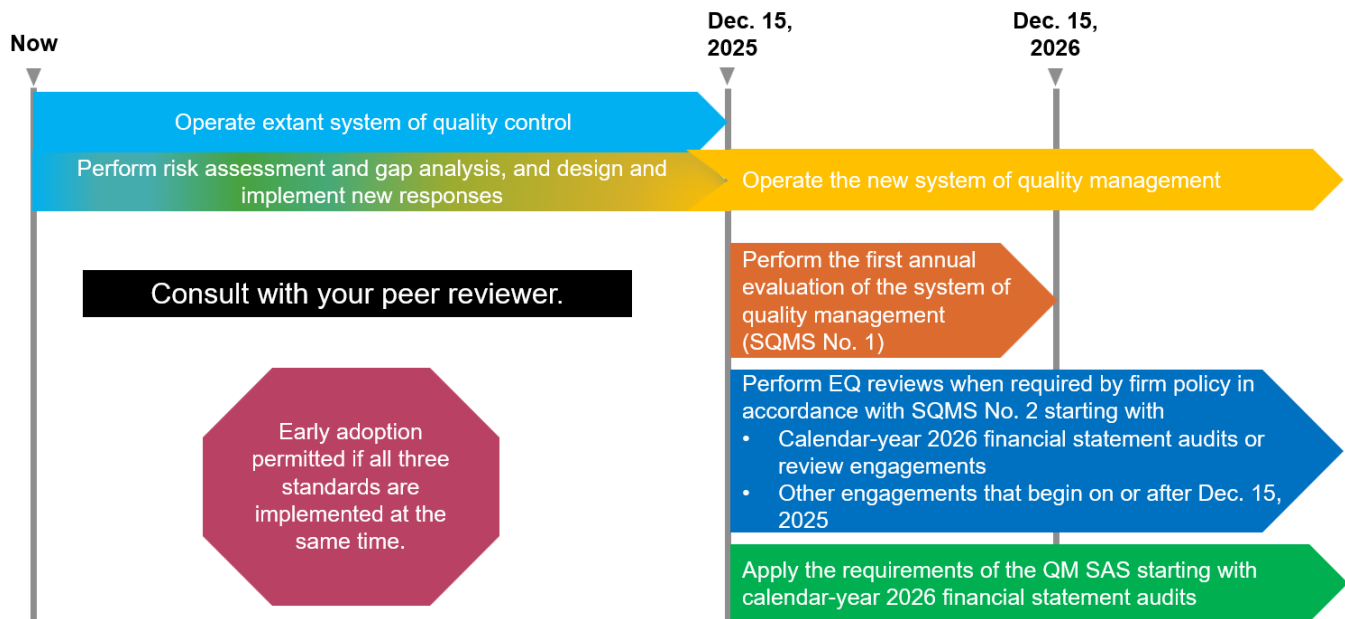 Now
Dec. 15,
2025
Dec. 15,
2026
Operate extant system of quality control
Perform risk assessment and gap analysis, and design and
implement new responses
Operate the new system of quality management
Consult with your peer reviewer.
Perform the first annual
evaluation of the system of
quality management
(SQMS No. 1)
Early adoption
permitted if all three
standards are
implemented at the
same time.
Perform EQ reviews when required by firm policy in
accordance with SQMS No. 2 starting with
• Calendar-year 2026 financial statement audits or
review engagements
• Other engagements that begin on or after Dec. 15,
2025
Apply the requirements of the QM SAS starting with
calendar-year 2026 financial statement audits